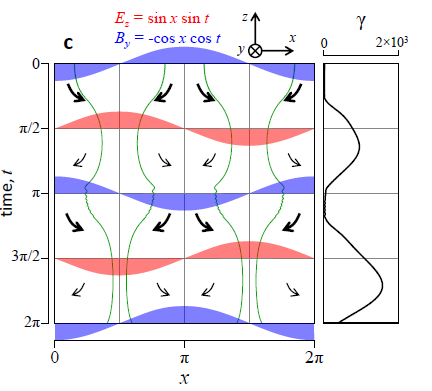 c
E_z = sin x sin t
B_y = -cos x cos t
z
y
x
γ
0
2×10³
time, t
0
π/2
π
3π/2
2π
0
π
2π
x